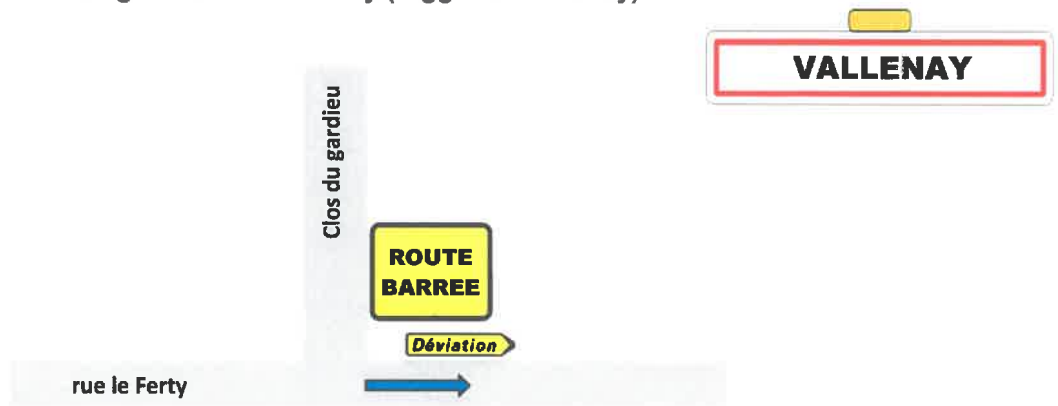 VALLENAY
Clos du gardieu
ROUTE
BARREE
Déviation
rue le Ferty